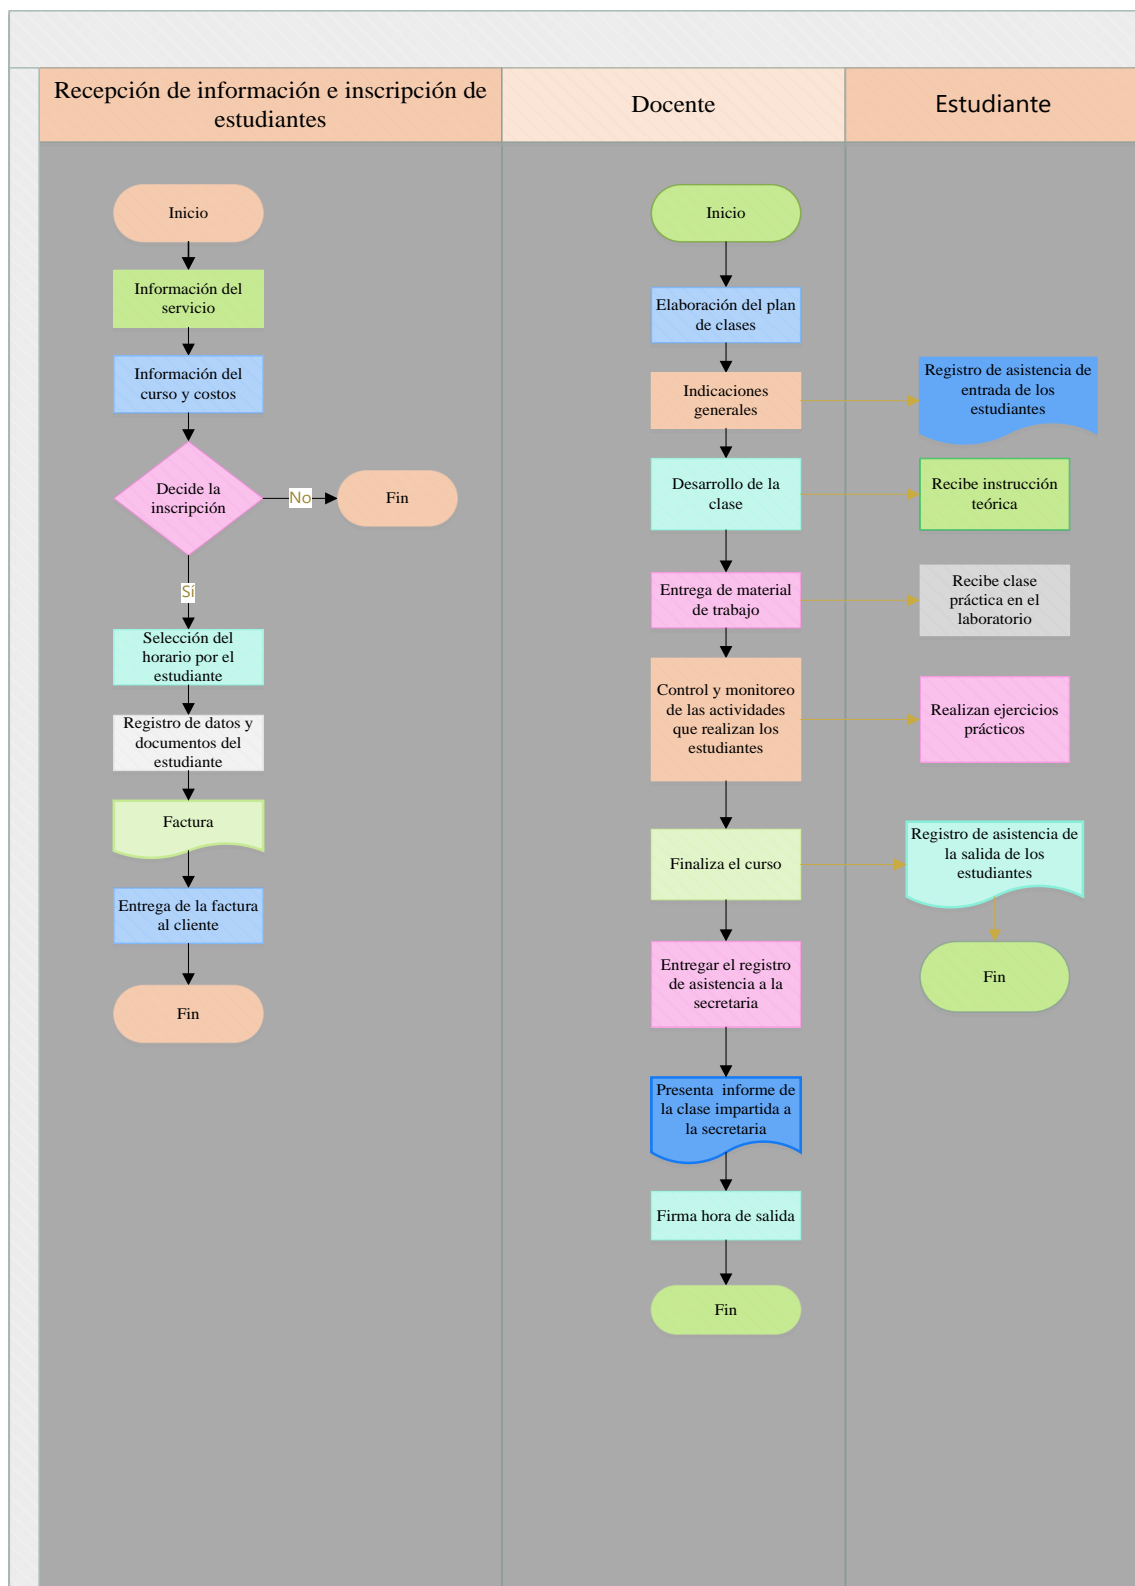 Recepción de información e inscripción de
estudiantes
Docente
Estudiante
Inicio
Información del
servicio
Información del
curso y costos
Decide la
inscripción
No
Fin
Sí
Selección del
horario por el
estudiante
Registro de datos y
documentos del
estudiante
Factura
Entrega de la factura
al cliente
Fin
Inicio
Elaboración del plan
de clases
Indicaciones
generales
Desarrollo de la
clase
Entrega de material
de trabajo
Control y monitoreo
de las actividades
que realizan los
estudiantes
Finaliza el curso
Entregar el registro
de asistencia a la
secretaria
Presenta  informe de
la clase impartida a
la secretaria
Firma hora de salida
Fin
Registro de asistencia de
entrada de los
estudiantes
Recibe instrucción
teórica
Recibe clase
práctica en el
laboratorio
Realizan ejercicios
prácticos
Registro de asistencia de
la salida de los
estudiantes
Fin